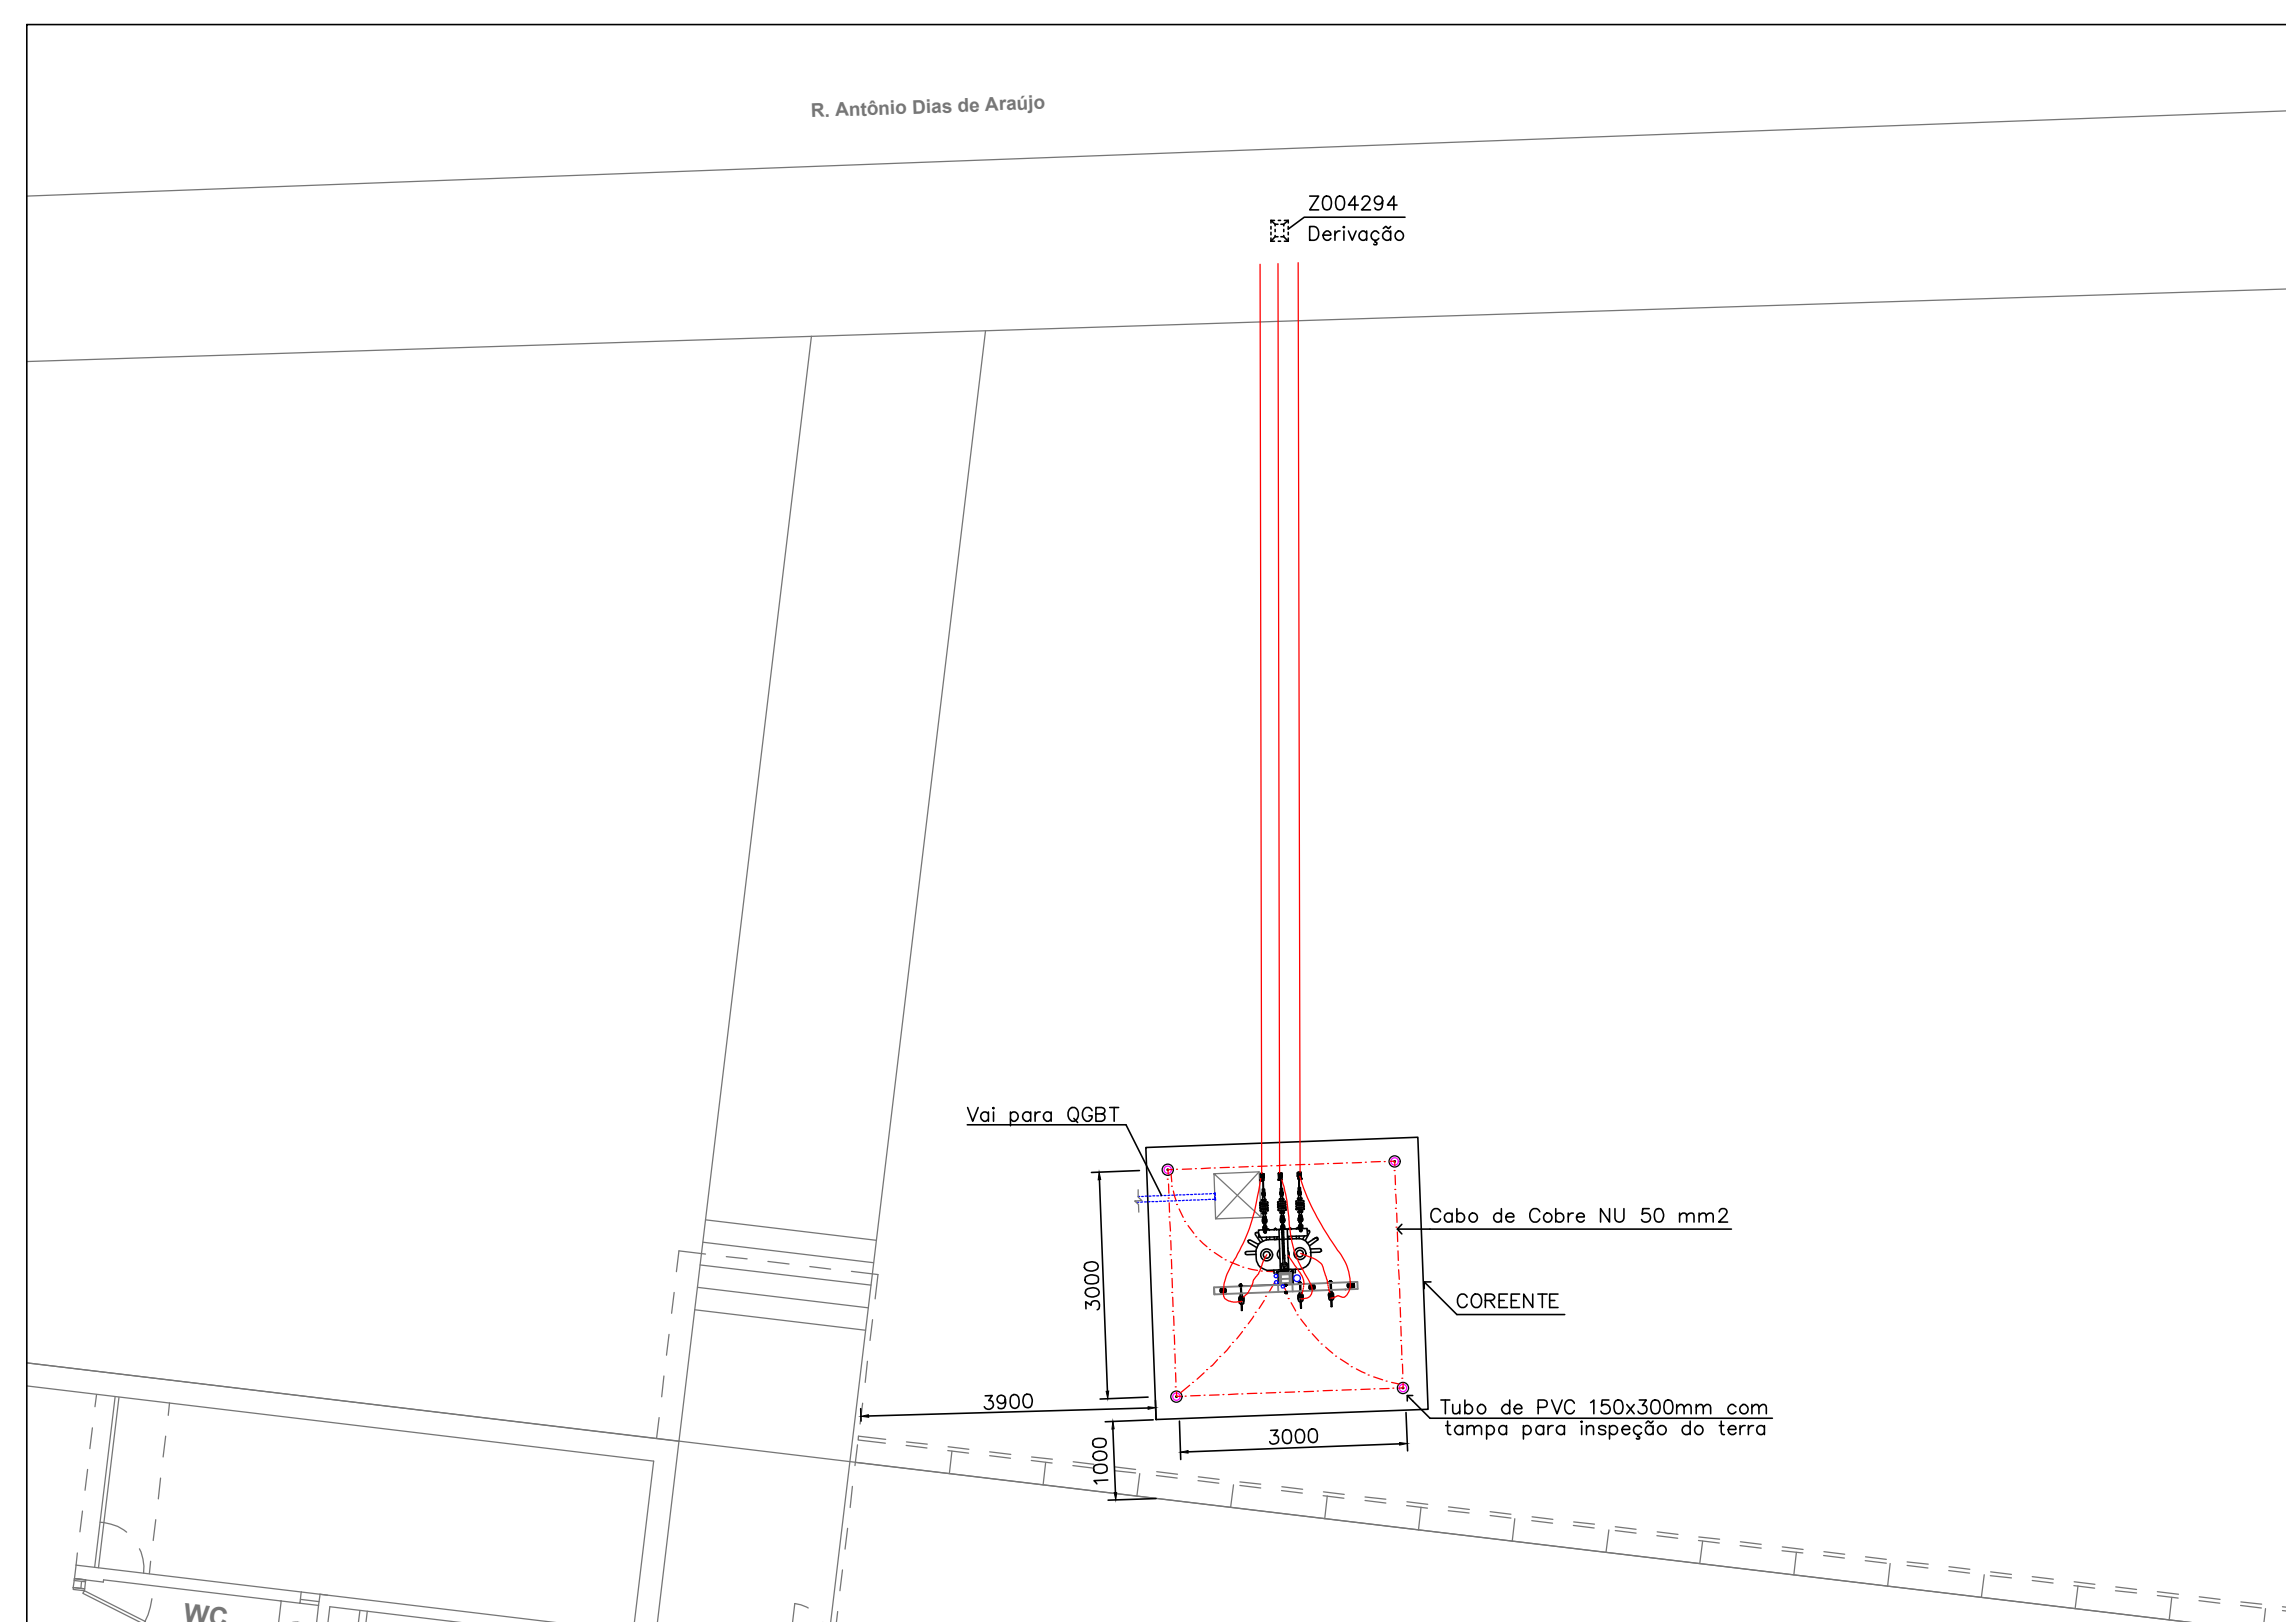 R. Antônio Dias de Araújo
Z004294
Derivação
Vai para QGBT
Cabo de Cobre NU 50 mm2
3000
COREENTE
3900
Tubo de PVC 150x300mm com
tampa para inspeção do terra
3000
1000
WC